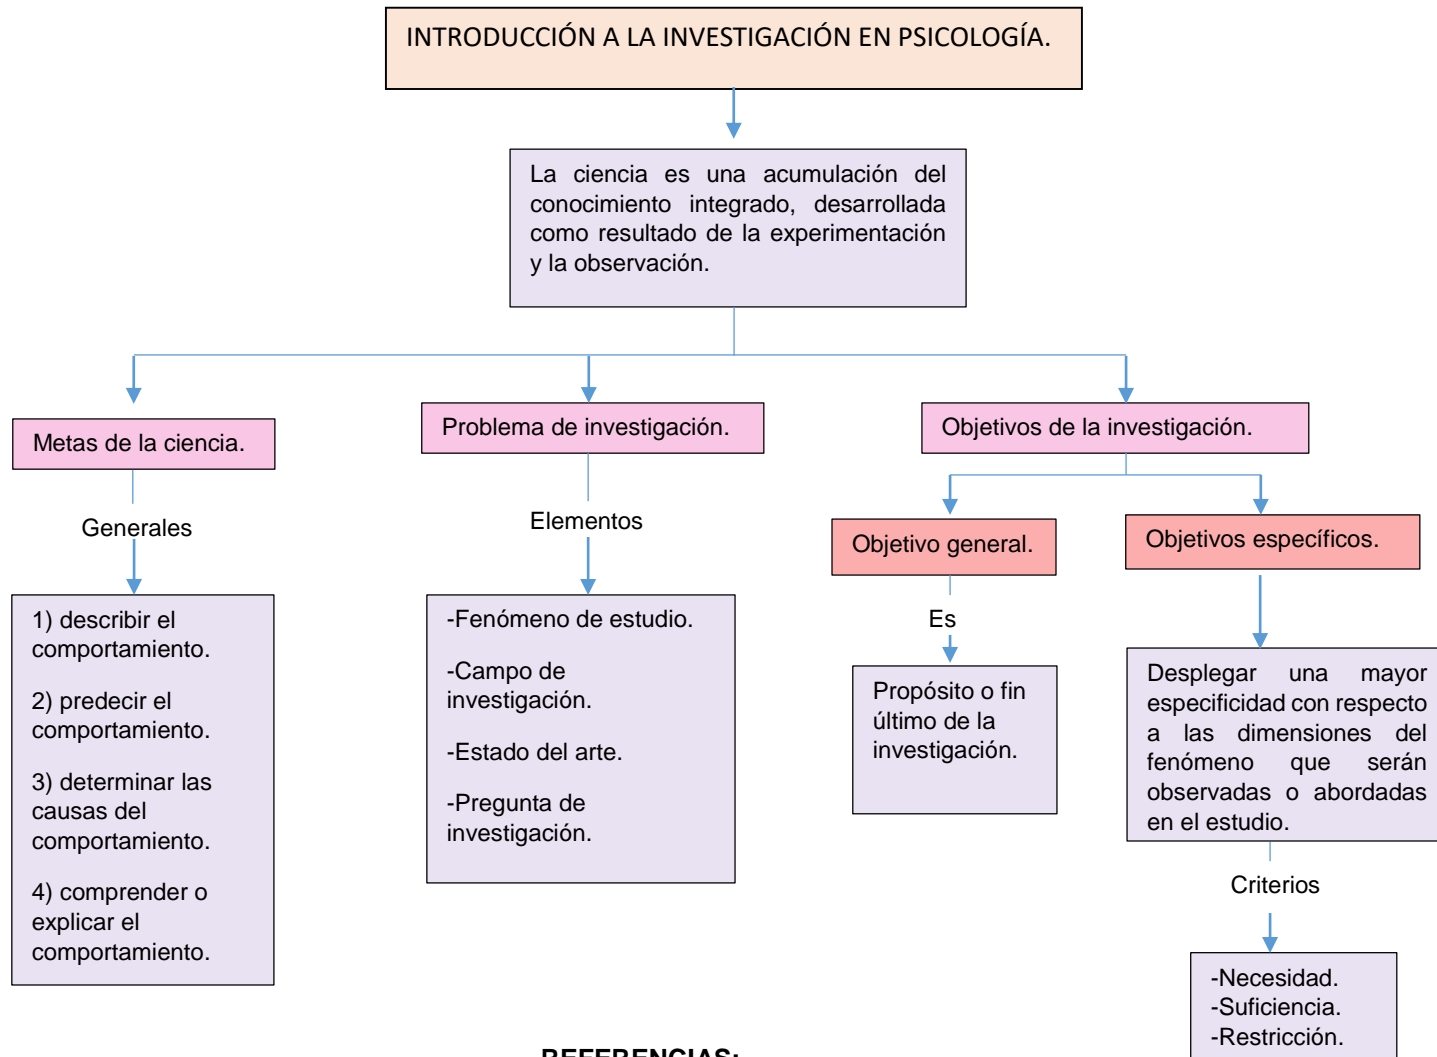 INTRODUCCIÓN A LA INVESTIGACIÓN EN PSICOLOGÍA.
La ciencia es una acumulación del
conocimiento integrado, desarrollada
como resultado de la experimentación
y la observación.
Metas de la ciencia.
Generales
1) describir el
comportamiento.
2) predecir el
comportamiento.
3) determinar las
causas del
comportamiento.
4) comprender o
explicar el
comportamiento.
Problema de investigación.
Elementos
-Fenómeno de estudio.
-Campo de
investigación.
-Estado del arte.
-Pregunta de
investigación.
Objetivos de la investigación.
Objetivo general.
Es
Propósito o fin
último de la
investigación.
Objetivos específicos.
Desplegar una mayor
especificidad con respecto
a las dimensiones del
fenómeno que serán
observadas o abordadas
en el estudio.
Criterios
-Necesidad.
-Suficiencia.
-Restricción.
REFERENCIAS: